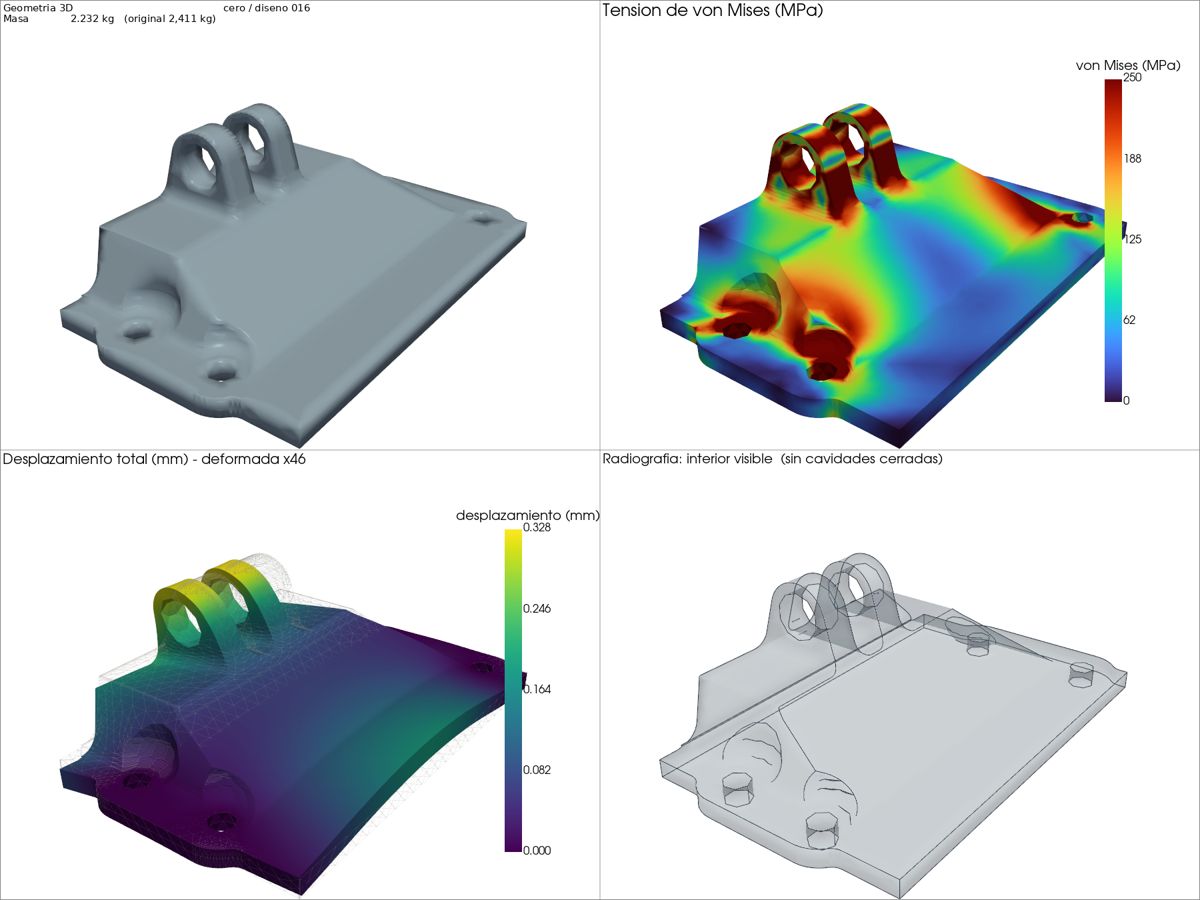 Geometria 3D cero / diseno 016
Masa 2.232 kg (original 2,411 kg)
Tension de von Mises (MPa)
von Mises (MPa)
250
188
125
62
0
Desplazamiento total (mm) - deformada x46
desplazamiento (mm)
0.328
0.246
0.164
0.082
0.000
Radiografia: interior visible (sin cavidades cerradas)